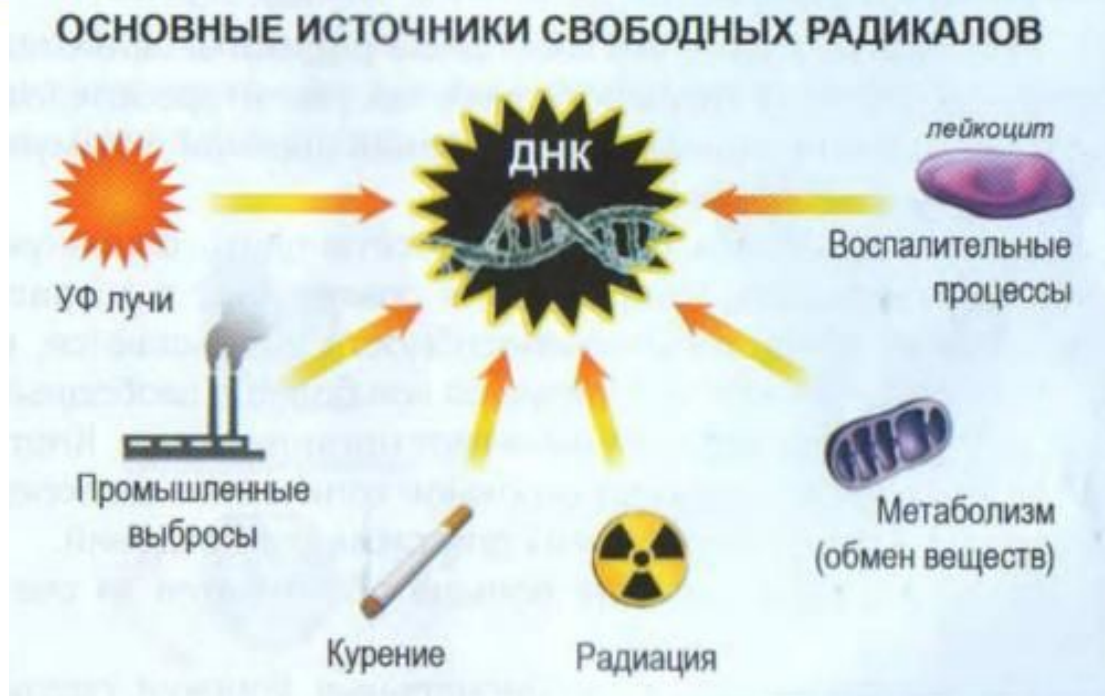 ОСНОВНЫЕ ИСТОЧНИКИ СВОБОДНЫХ РАДИКАЛОВ
ДНК
лейкоцит
УФ лучи
Воспалительные
процессы
Промышленные
выбросы
Метаболизм
(обмен веществ)
Курение
Радиация